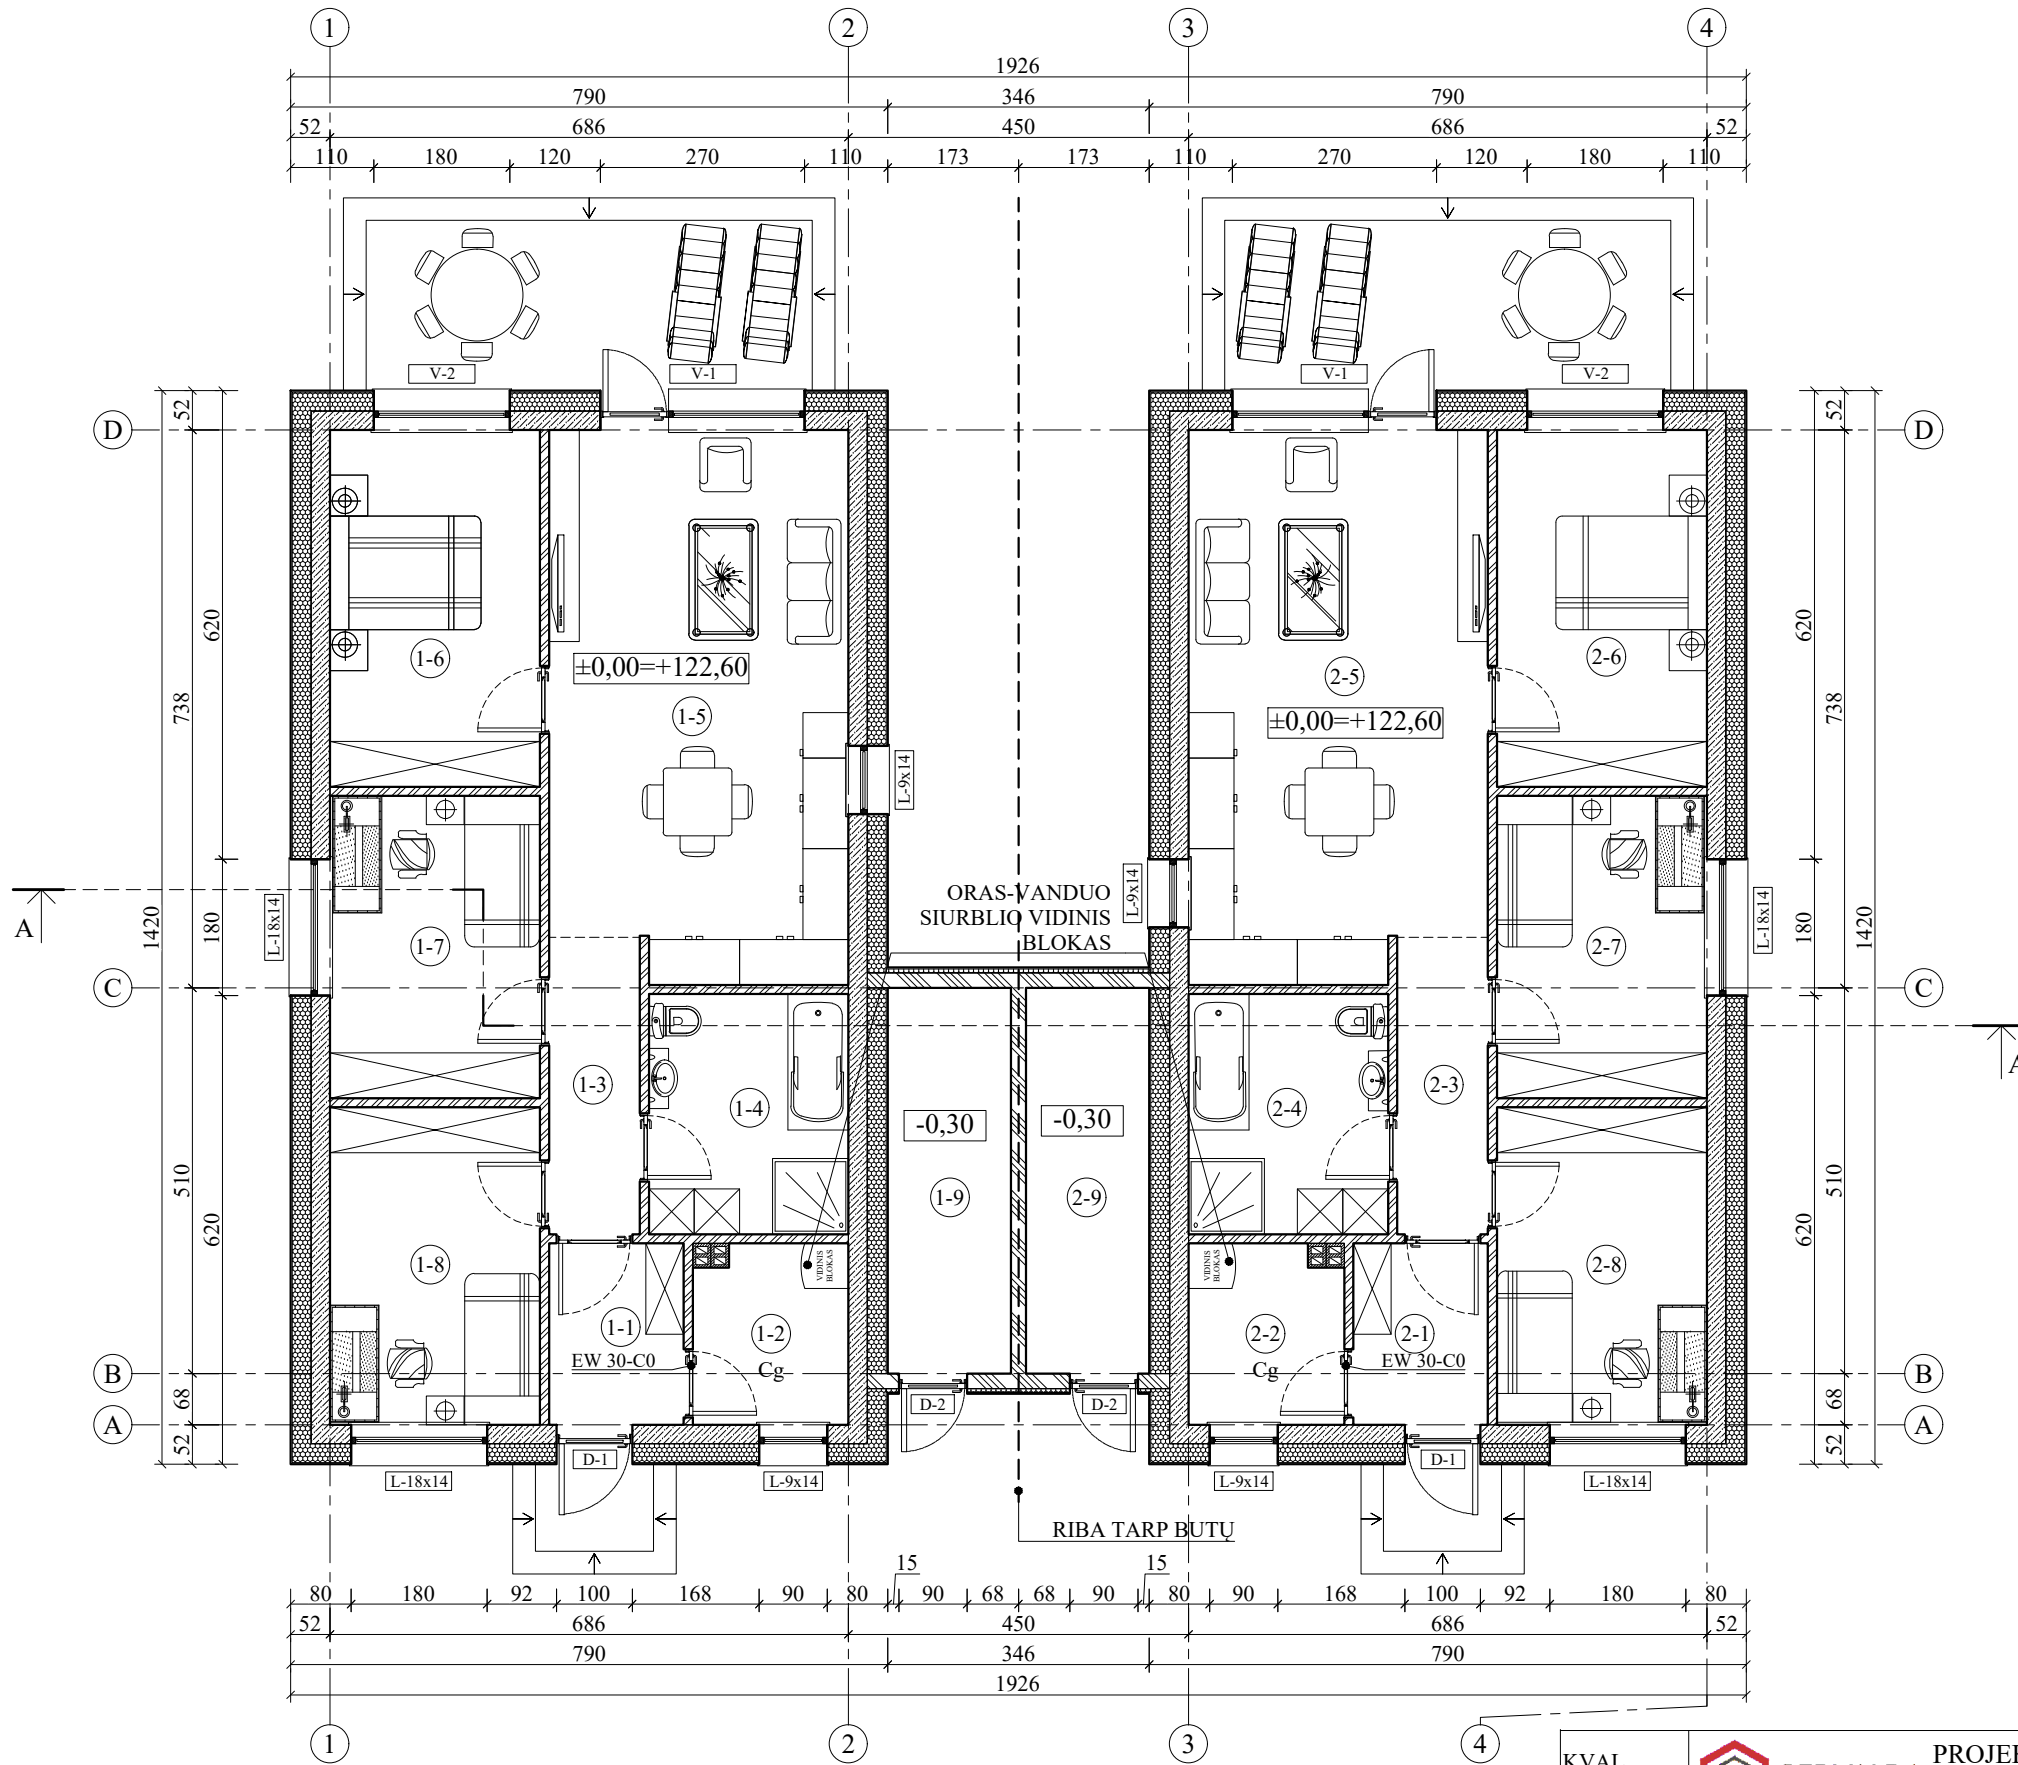 1 2 3 4
1926
790 346 790
52 686 450 686 52
110 180 120 270 110 173 173 110 270 120 180 110
V-2 V-1 V-1 V-2
52 52
D D
620 620
1-6 2-6
±0,00=+122,60 2-5
738 1-5 ±0,00=+122,60 738
L-9x14
L-9x14
ORAS-VANDUO
SIURBLIO VIDINIS
BLOKAS
A 1420 180 L-18x14 1-7 2-7 L-18x14 180 1420
C C
A
1-3 1-4 -0,30 -0,30 2-4 2-3
510 1-9 2-9 510
620 620
1-8 VIDINIS BLOKAS VIDINIS BLOKAS 2-8
1-1 1-2 2-2 2-1
EW 30-C0 Cg Cg EW 30-C0
B B
68 D-2 D-2 68
A A
52 D-1 D-1 52
L-18x14 L-9x14 L-9x14 L-18x14
RIBA TARP BUTŲ
15 15
80 180 92 100 168 90 80 90 68 68 90 80 90 168 100 92 180 80
52 686 450 686 52
790 346 790
1926
1 2 3 4